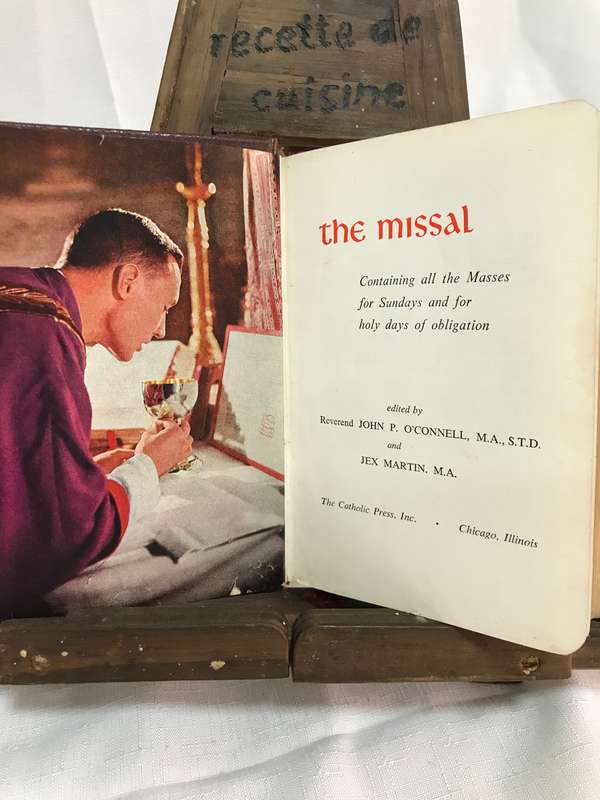 recette de
cuisine
the missal
Containing all the Masses
for Sundays and for
holy days of obligation
edited by
Reverend JOHN P. O'CONNELL, M.A., S.T.D.
and
JEX MARTIN, M.A.
The Catholic Press, Inc. • Chicago, Illinois